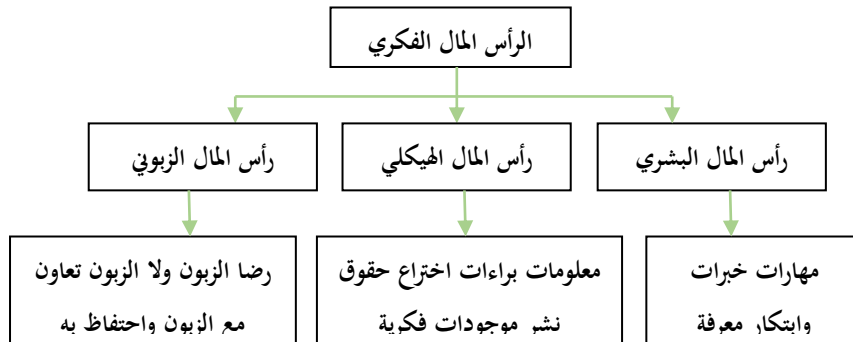 الرأس المال الفكري
رأس المال البشري
رأس المال الهيكلي
رأس المال الزبوني
مهارات خبرات
وابتكار معرفة
معلومات براءات اختراع حقوق
نشر موجودات فكرية
رضا الزبون ولا الزبون تعاون
مع الزبون واحتفاظ به